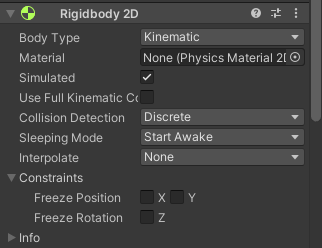 Rigidbody 2D
Body Type Kinematic
Material None (Physics Material 2D
Simulated
Use Full Kinematic Co
Collision Detection Discrete
Sleeping Mode Start Awake
Interpolate None
Constraints
Freeze Position X Y
Freeze Rotation Z
Info